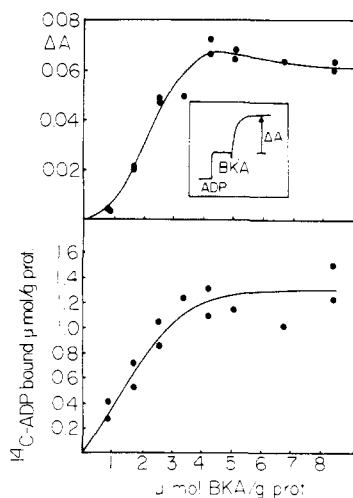 0.08
ΔA
0.06
0.04
0.02
ADP
BKA
ΔA
1.6
1.4
1.2
1.0
0.8
0.6
0.4
0.2
14C-ADP bound μmol/g prot.
1 2 3 4 5 6 7 8
μ mol BKA/g prot.